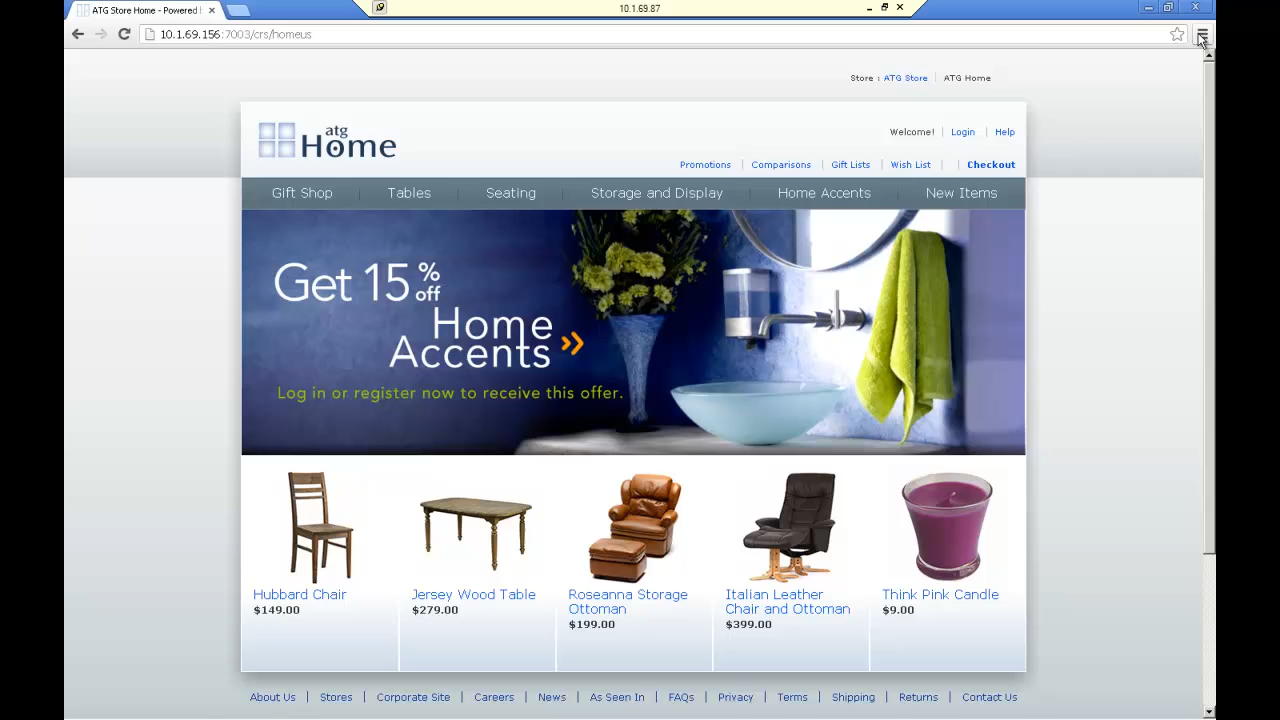 ATG Store Home - Powered
10.1.69.87
10.1.69.156:7003/crs/homeus
Store : ATG Store ATG Home
atg
Home
Welcome! Login Help
Promotions Comparisons Gift Lists Wish List Checkout
Gift Shop Tables Seating Storage and Display Home Accents New Items
Get 15 % off
Home
Accents »
Log in or register now to receive this offer.
Hubbard Chair
$149.00
Jersey Wood Table
$279.00
Roseanna Storage
Ottoman
$199.00
Italian Leather
Chair and Ottoman
$399.00
Think Pink Candle
$9.00
About Us Stores Corporate Site Careers News As Seen In FAQs Privacy Terms Shipping Returns Contact Us